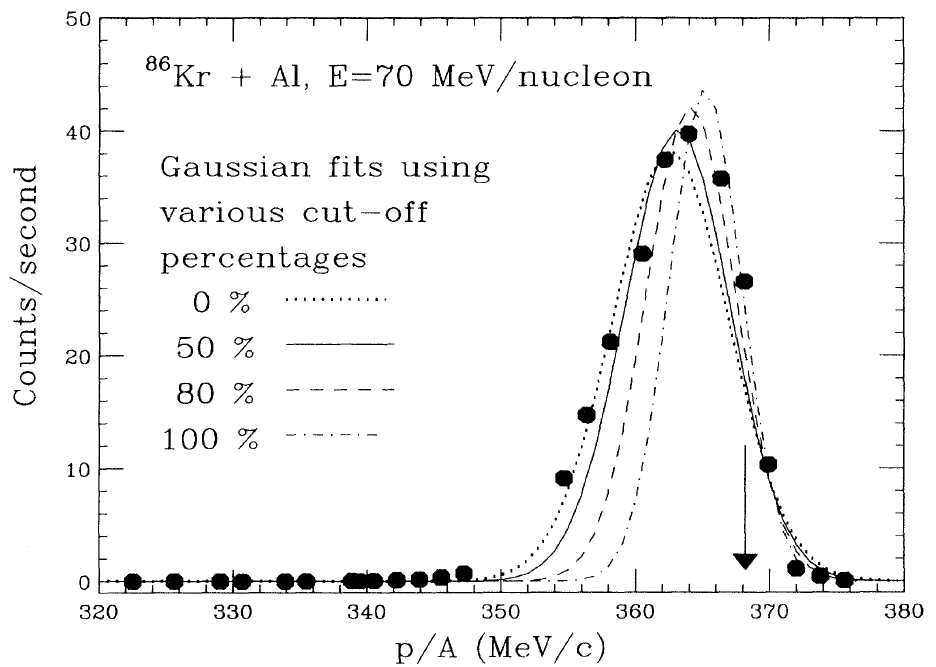 50
40
30
20
10
0
Counts/second
⁸⁶Kr + Al, E=70 MeV/nucleon
Gaussian fits using
various cut-off
percentages
0 %
50 %
80 %
100 %
320 330 340 350 360 370 380
p/A (MeV/c)